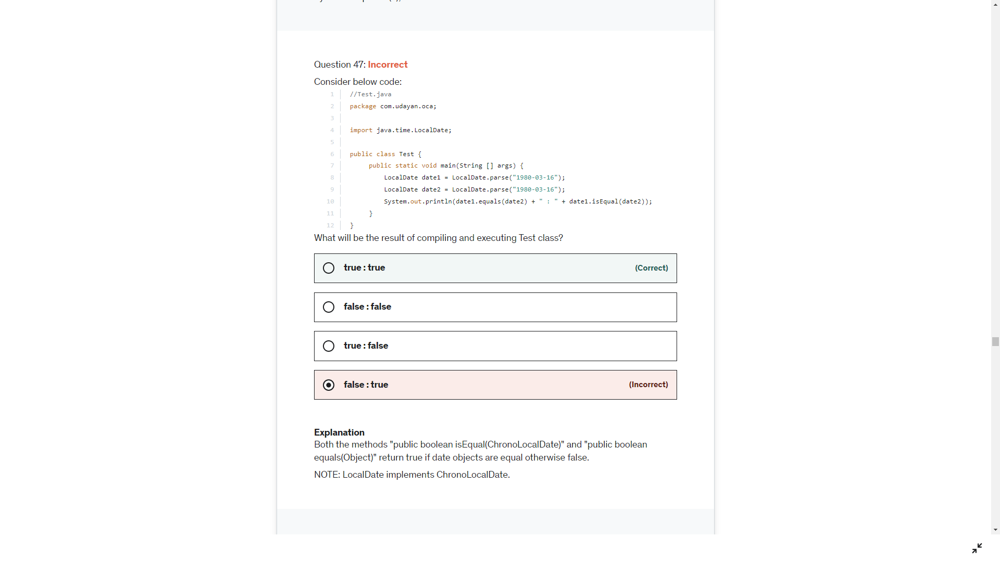 Question 47: Incorrect
Consider below code:
1 //Test.java
2 package com.udayan.oca;
3
4 import java.time.LocalDate;
5
6 public class Test {
7 public static void main(String [] args) {
8 LocalDate date1 = LocalDate.parse("1980-03-16");
9 LocalDate date2 = LocalDate.parse("1980-03-16");
10 System.out.println(date1.equals(date2) + " : " + date1.isEqual(date2));
11 }
12 }
What will be the result of compiling and executing Test class?
true : true (Correct)
false : false
true : false
false : true (Incorrect)
Explanation
Both the methods "public boolean isEqual(ChronoLocalDate)" and "public boolean
equals(Object)" return true if date objects are equal otherwise false.
NOTE: LocalDate implements ChronoLocalDate.